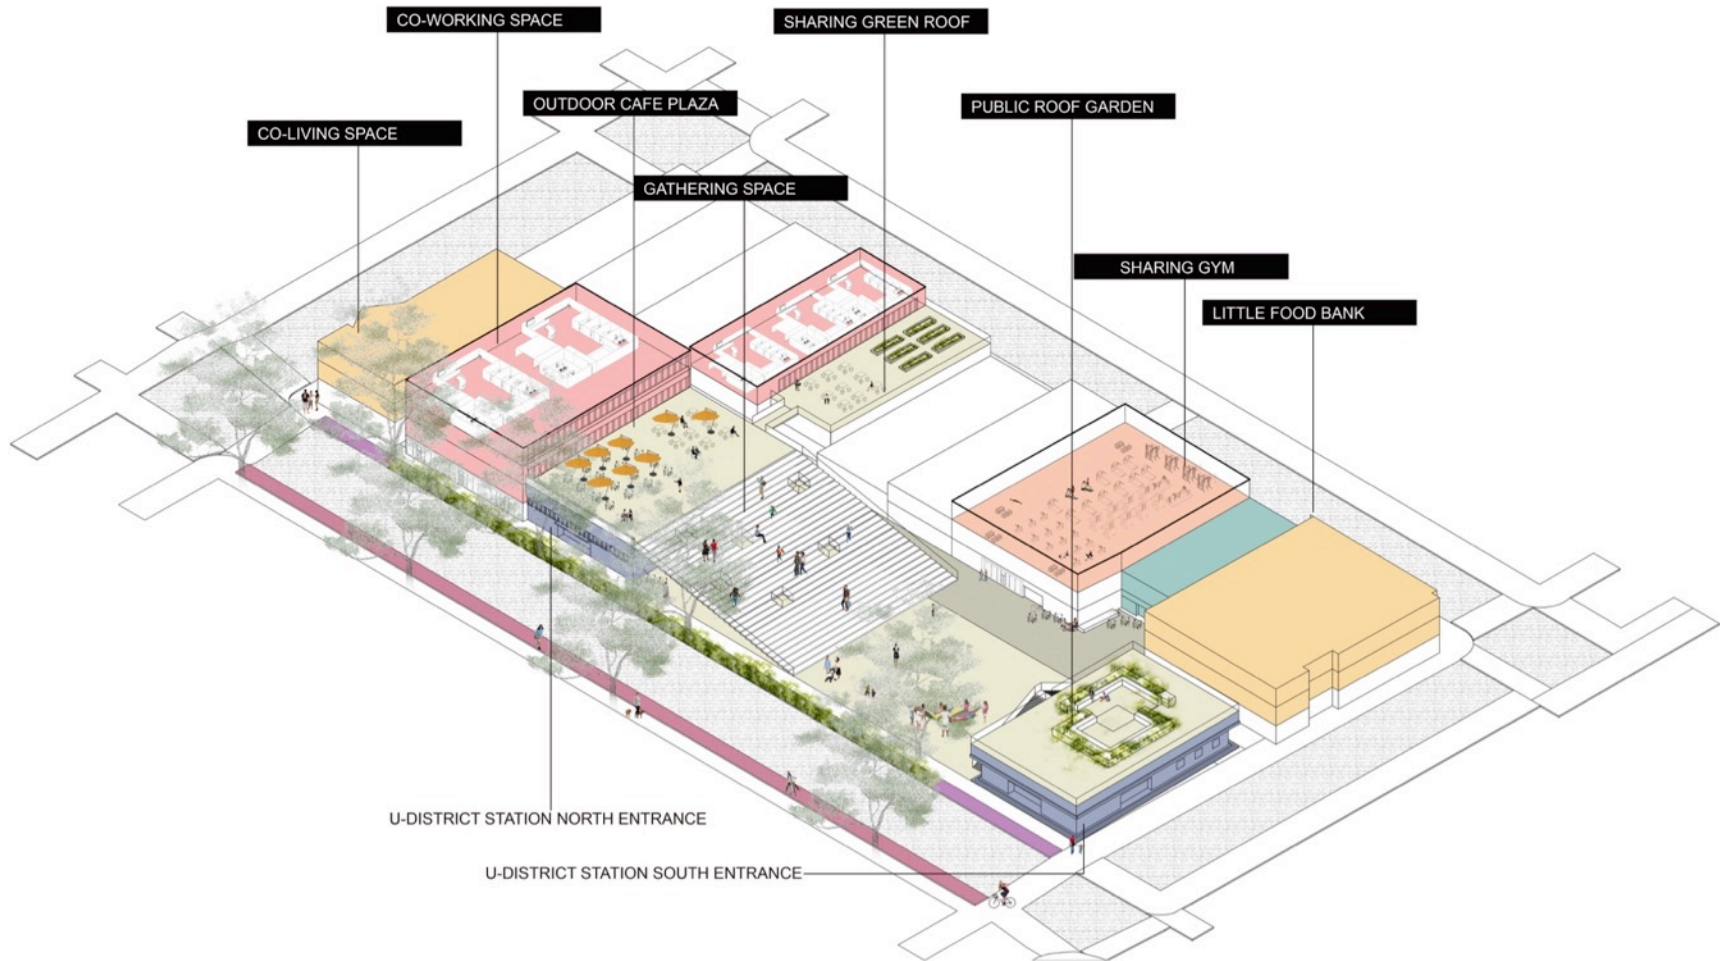 CO-WORKING SPACE
SHARING GREEN ROOF
OUTDOOR CAFE PLAZA
PUBLIC ROOF GARDEN
CO-LIVING SPACE
GATHERING SPACE
SHARING GYM
LITTLE FOOD BANK
U-DISTRICT STATION NORTH ENTRANCE
U-DISTRICT STATION SOUTH ENTRANCE